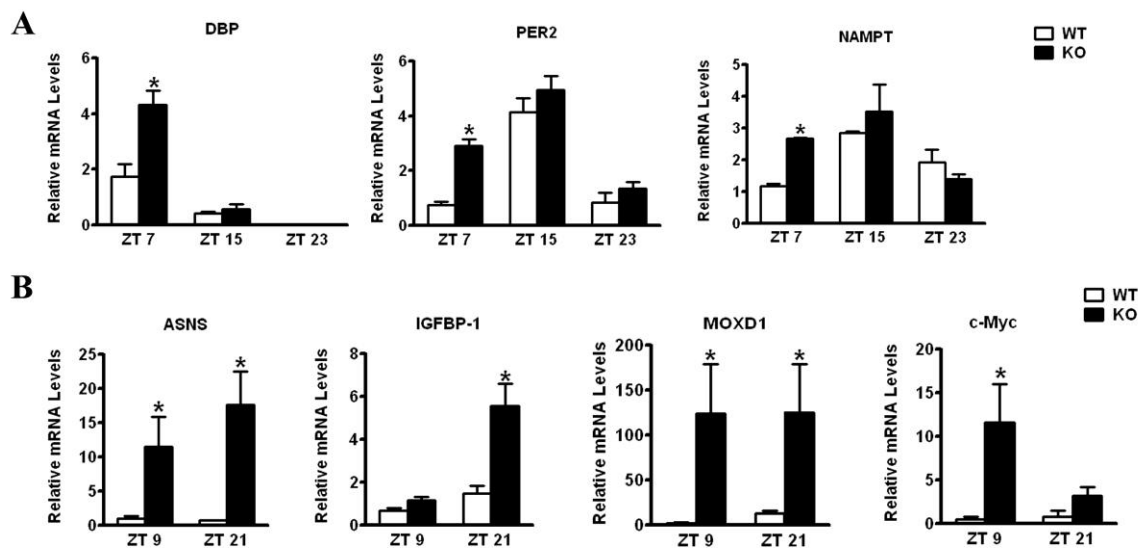 A
DBP
PER2
NAMPT
WT
KO
Relative mRNA Levels
6
4
2
0
*
ZT 7 ZT 15 ZT 23
Relative mRNA Levels
6
4
2
0
*
ZT 7 ZT 15 ZT 23
Relative mRNA Levels
5
4
3
2
1
0
*
ZT 7 ZT 15 ZT 23
B
ASNS
IGFBP-1
MOXD1
c-Myc
WT
KO
Relative mRNA Levels
25
20
15
10
5
0
* *
ZT 9 ZT 21
Relative mRNA Levels
8
6
4
2
0
*
ZT 9 ZT 21
Relative mRNA Levels
200
150
100
50
0
* *
ZT 9 ZT 21
Relative mRNA Levels
20
15
10
5
0
*
ZT 9 ZT 21